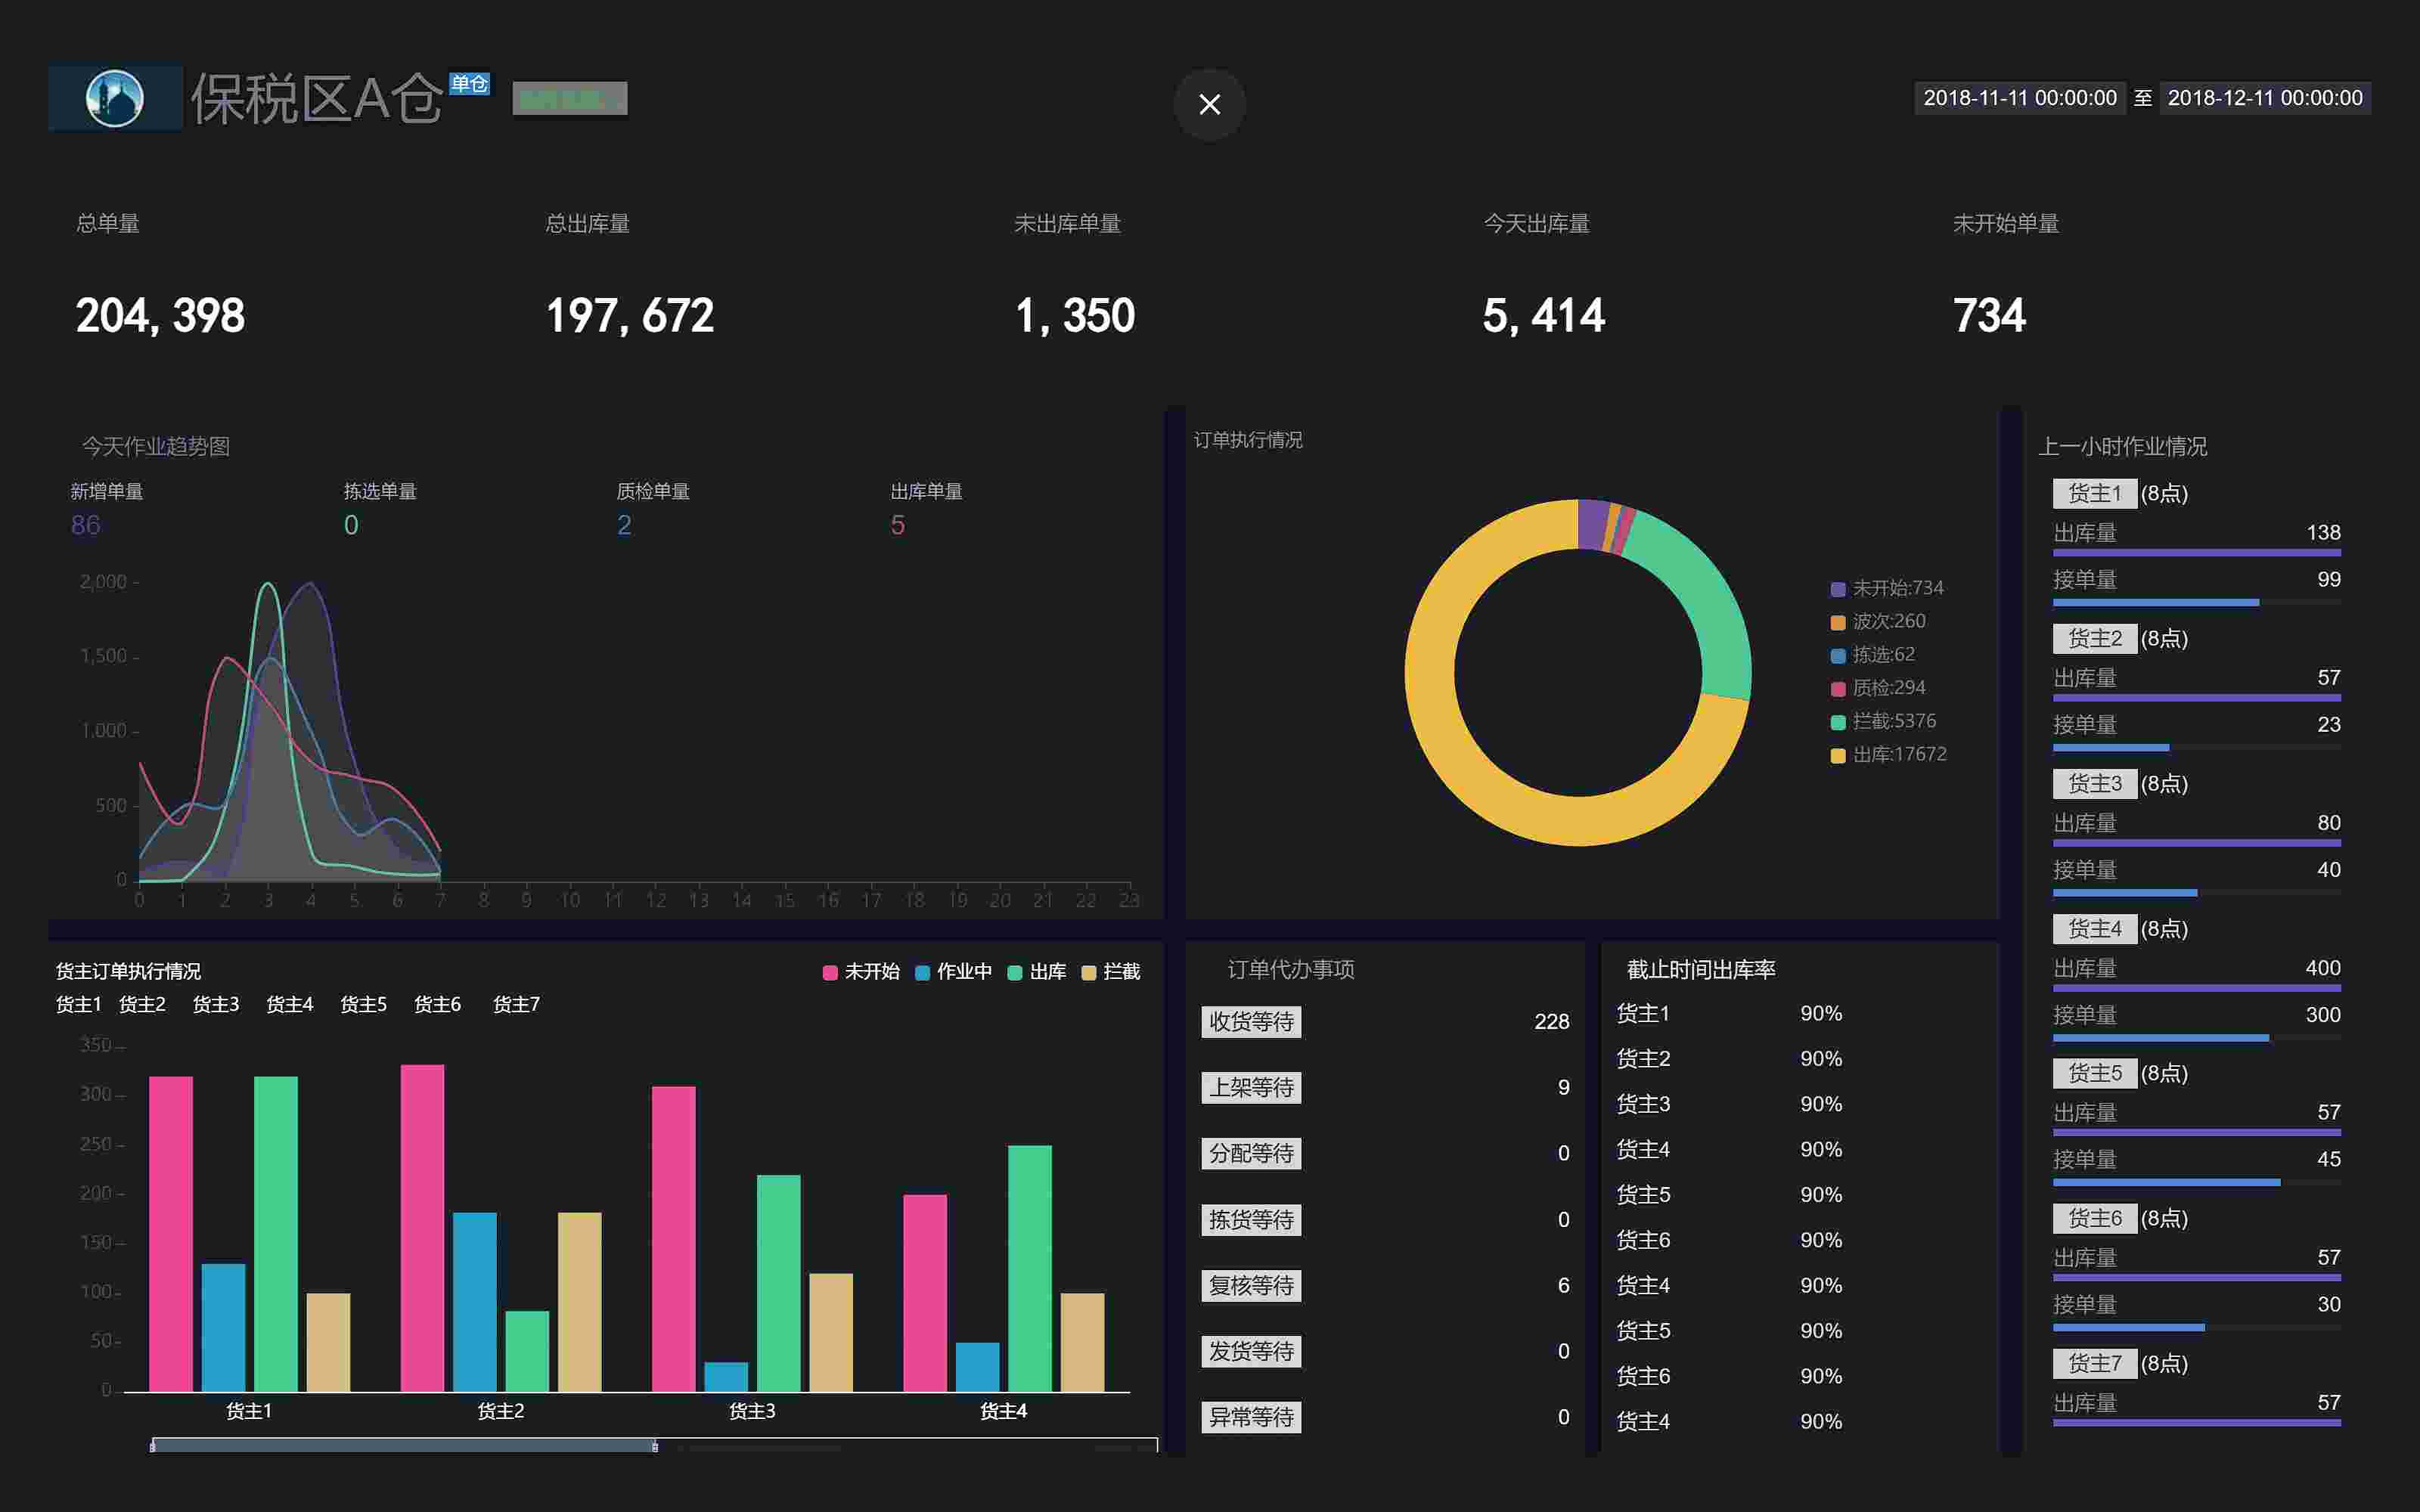 保税区A仓 单仓
2018-11-11 00:00:00 至 2018-12-11 00:00:00
总单量 总出库量 未出库单量 今天出库量 未开始单量
204,398 197,672 1,350 5,414 734
今天作业趋势图
新增单量 拣选单量 质检单量 出库单量
86 0 2 5
2,000
1,500
1,000
500
0
0 1 2 3 4 5 6 7 8 9 10 11 12 13 14 15 16 17 18 19 20 21 22 23
订单执行情况
未开始:734
波次:260
拣选:62
质检:294
拦截:5376
出库:17672
上一小时作业情况
货主1 (8点)
出库量 138
接单量 99
货主2 (8点)
出库量 57
接单量 23
货主3 (8点)
出库量 80
接单量 40
货主4 (8点)
出库量 400
接单量 300
货主5 (8点)
出库量 57
接单量 45
货主6 (8点)
出库量 57
接单量 30
货主7 (8点)
出库量 57
货主订单执行情况 未开始 作业中 出库 拦截
货主1 货主2 货主3 货主4 货主5 货主6 货主7
350
300
250
200
150
100
50
0
货主1 货主2 货主3 货主4
订单代办事项
收货等待 228
上架等待 9
分配等待 0
拣货等待 0
复核等待 6
发货等待 0
异常等待 0
截止时间出库率
货主1 90%
货主2 90%
货主3 90%
货主4 90%
货主5 90%
货主6 90%
货主4 90%
货主5 90%
货主6 90%
货主4 90%